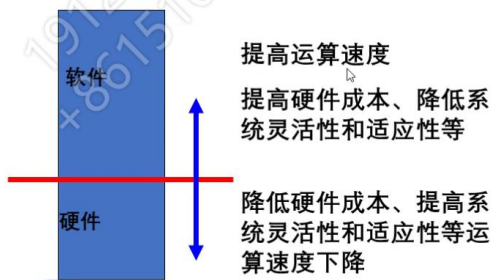 软件
提高运算速度
提高硬件成本、降低系
统灵活性和适应性等
硬件
降低硬件成本、提高系
统灵活性和适应性等运
算速度下降